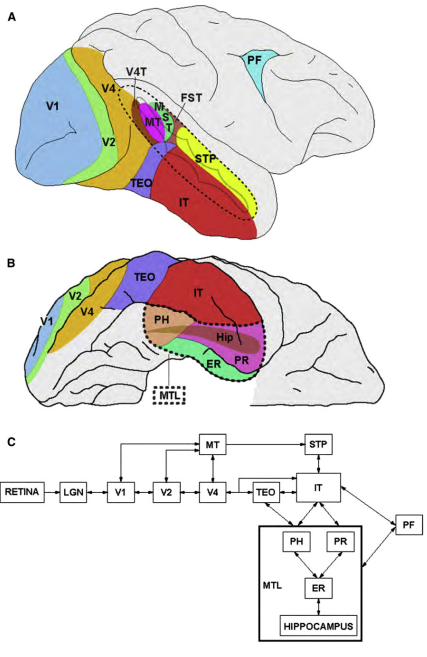 A
V4T
PF
V4
FST
M
S
T
V1
MT
V2
STP
TEO
IT
B
TEO
IT
V2
V1
V4
PH
Hip
PR
ER
MTL
C
MT
STP
RETINA
LGN
V1
V2
V4
TEO
IT
PF
PH
PR
MTL
ER
HIPPOCAMPUS